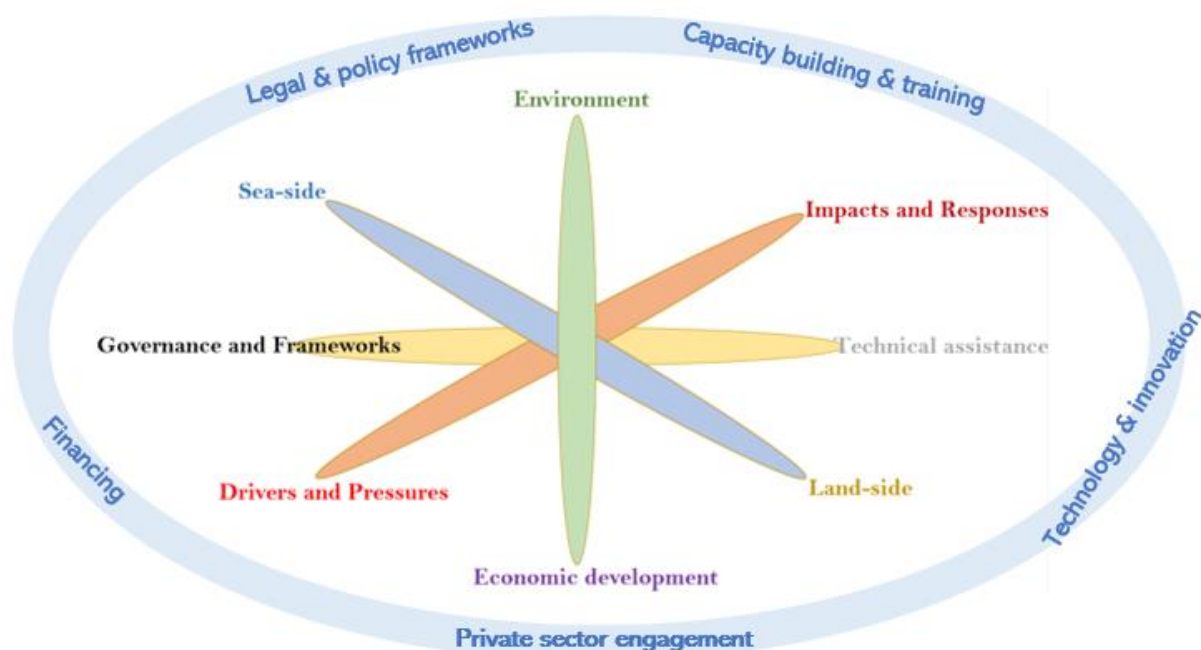 Legal & policy frameworks
Capacity building & training
Environment
Sea-side
Impacts and Responses
Governance and Frameworks
Technical assistance
Financing
Drivers and Pressures
Land-side
Technology & innovation
Economic development
Private sector engagement